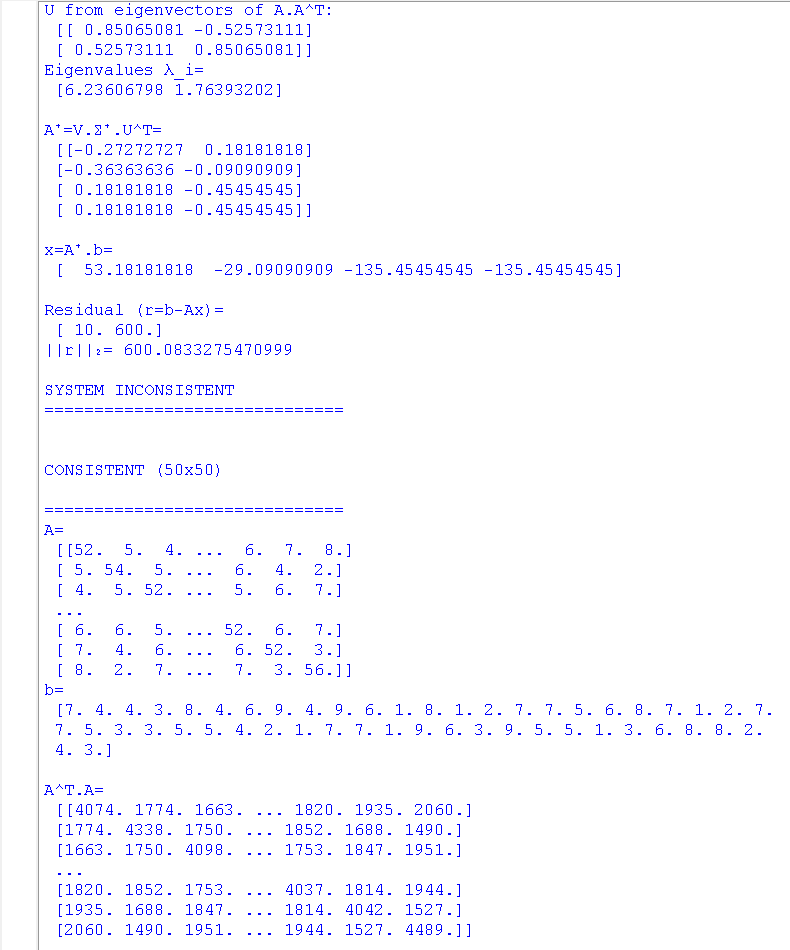 U from eigenvectors of A.A^T:
[[ 0.85065081 -0.52573111]
[ 0.52573111  0.85065081]]
Eigenvalues λ_i=
[6.23606798 1.76393202]
A⁺=V.Σ⁺.U^T=
[[-0.27272727  0.18181818]
[-0.36363636 -0.09090909]
[ 0.18181818 -0.45454545]
[ 0.18181818 -0.45454545]]
x=A⁺.b=
[  53.18181818  -29.09090909 -135.45454545 -135.45454545]
Residual (r=b-Ax)=
[ 10. 600.]
||r||₂= 600.0833275470999
SYSTEM INCONSISTENT
==============================
CONSISTENT (50x50)
==============================
A=
[[52.  5.  4. ...  6.  7.  8.]
[ 5. 54.  5. ...  6.  4.  2.]
[ 4.  5. 52. ...  5.  6.  7.]
...
[ 6.  6.  5. ... 52.  6.  7.]
[ 7.  4.  6. ...  6. 52.  3.]
[ 8.  2.  7. ...  7.  3. 56.]]
b=
[7. 4. 4. 3. 8. 4. 6. 9. 4. 9. 6. 1. 8. 1. 2. 7. 7. 5. 6. 8. 7. 1. 2. 7.
7. 5. 3. 3. 5. 5. 4. 2. 1. 7. 7. 1. 9. 6. 3. 9. 5. 5. 1. 3. 6. 8. 8. 2.
4. 3.]
A^T.A=
[[4074. 1774. 1663. ... 1820. 1935. 2060.]
[1774. 4338. 1750. ... 1852. 1688. 1490.]
[1663. 1750. 4098. ... 1753. 1847. 1951.]
...
[1820. 1852. 1753. ... 4037. 1814. 1944.]
[1935. 1688. 1847. ... 1814. 4042. 1527.]
[2060. 1490. 1951. ... 1944. 1527. 4489.]]